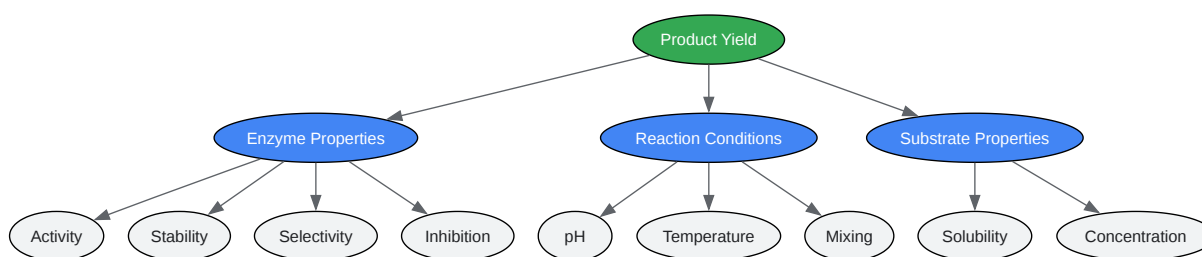 Product Yield
Enzyme Properties
Reaction Conditions
Substrate Properties
Activity
Stability
Selectivity
Inhibition
pH
Temperature
Mixing
Solubility
Concentration